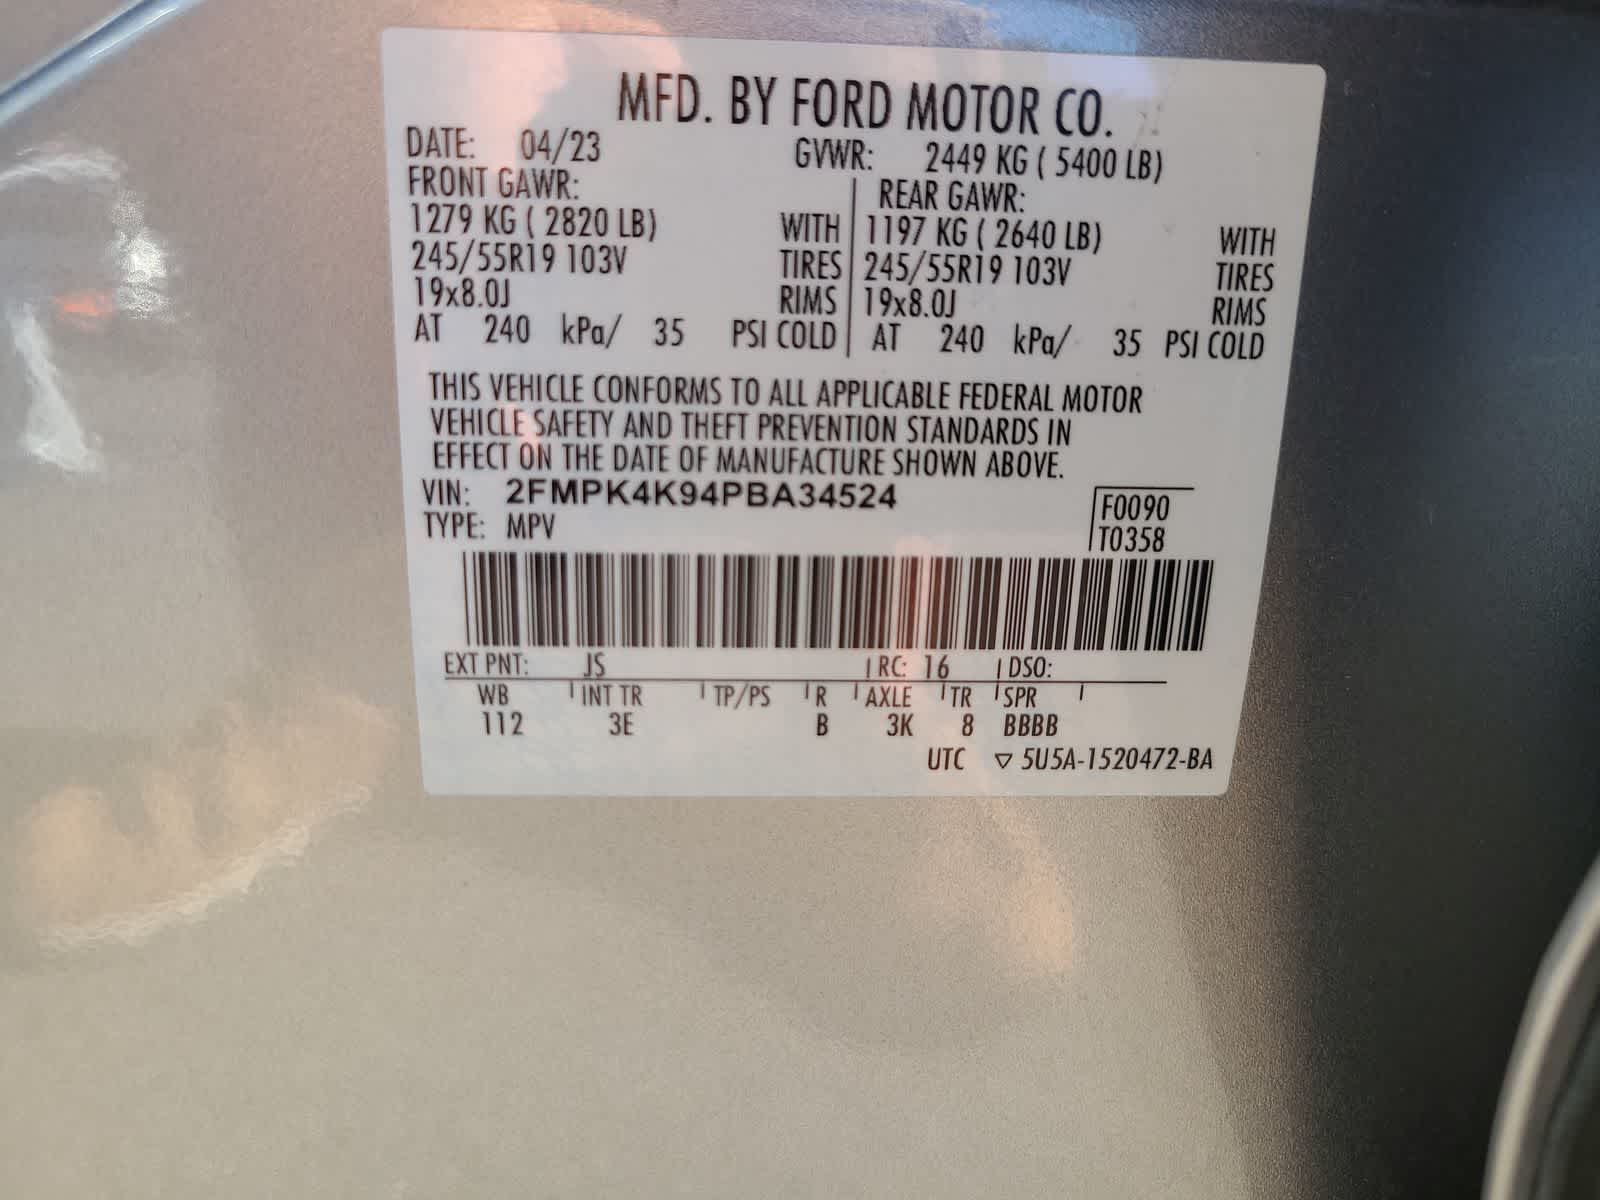 MFD. BY FORD MOTOR CO.
DATE: 04/23 GVWR: 2449 KG ( 5400 LB)
FRONT GAWR: REAR GAWR:
1279 KG ( 2820 LB) WITH 1197 KG ( 2640 LB) WITH
245/55R19 103V TIRES 245/55R19 103V TIRES
19x8.0J RIMS 19x8.0J RIMS
AT 240 kPa/ 35 PSI COLD AT 240 kPa/ 35 PSI COLD
THIS VEHICLE CONFORMS TO ALL APPLICABLE FEDERAL MOTOR
VEHICLE SAFETY AND THEFT PREVENTION STANDARDS IN
EFFECT ON THE DATE OF MANUFACTURE SHOWN ABOVE.
VIN: 2FMPK4K94PBA34524
TYPE: MPV
F0090
T0358
EXT PNT: JS RC: 16 DSO:
WB INT TR TP/PS R AXLE TR SPR
112 3E B 3K 8 BBBB
UTC ▽ 5U5A-1520472-BA